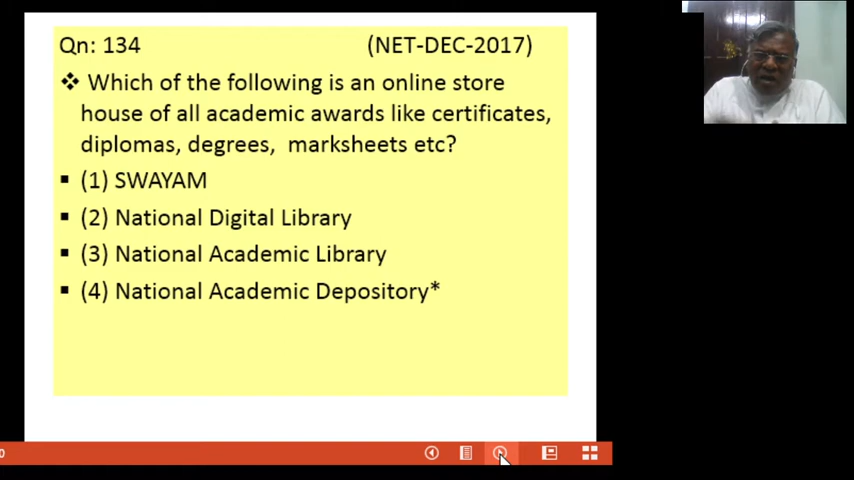 Qn: 134 (NET-DEC-2017)
❖ Which of the following is an online store
house of all academic awards like certificates,
diplomas, degrees, marksheets etc?
▪ (1) SWAYAM
▪ (2) National Digital Library
▪ (3) National Academic Library
▪ (4) National Academic Depository*
0